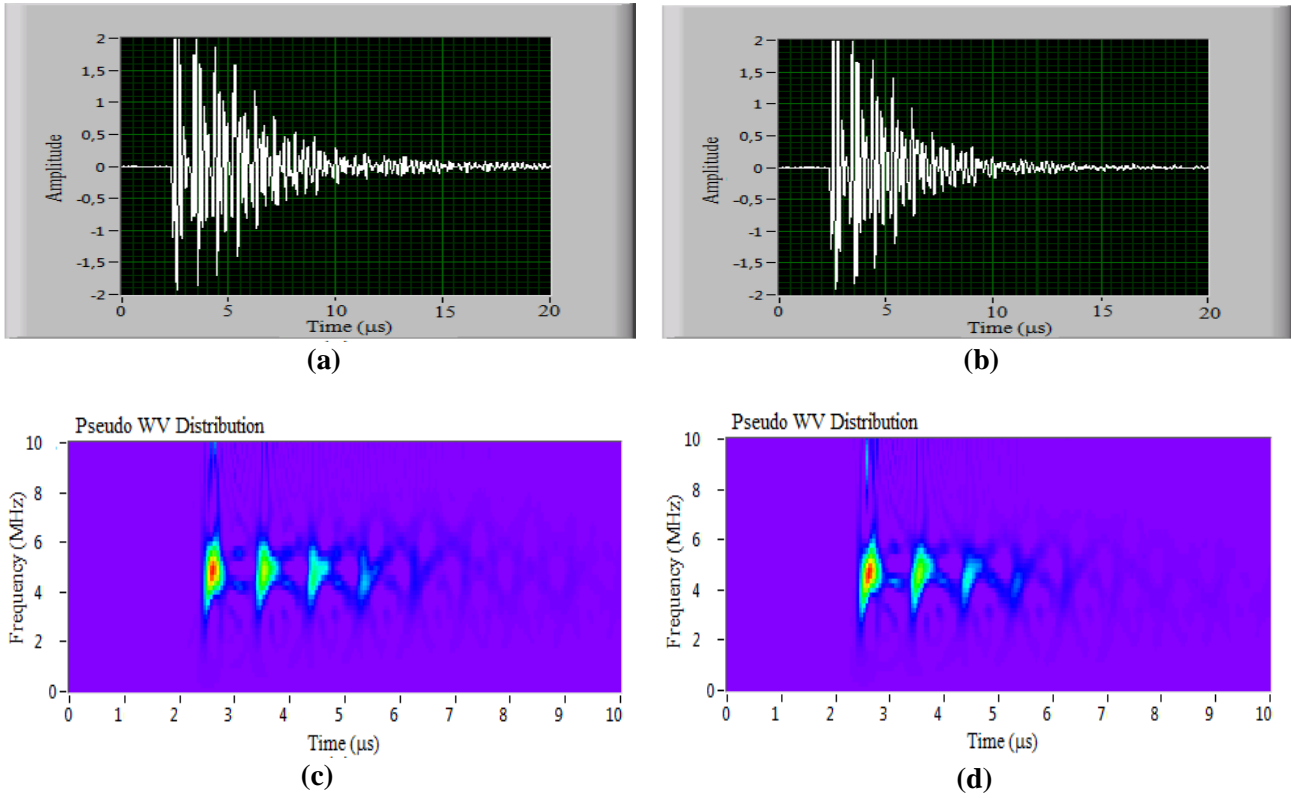 2
1,5
1
0,5
0
-0,5
-1
-1,5
-2
Amplitude
0 5 10 15 20
Time (μs)
(a)
2
1,5
1
0,5
0
-0,5
-1
-1,5
-2
Amplitude
0 5 10 15 20
Time (μs)
(b)
Pseudo WV Distribution
10
8
6
4
2
0
Frequency (MHz)
0 1 2 3 4 5 6 7 8 9 10
Time (μs)
(c)
Pseudo WV Distribution
10
8
6
4
2
0
Frequency (MHz)
0 1 2 3 4 5 6 7 8 9 10
Time (μs)
(d)